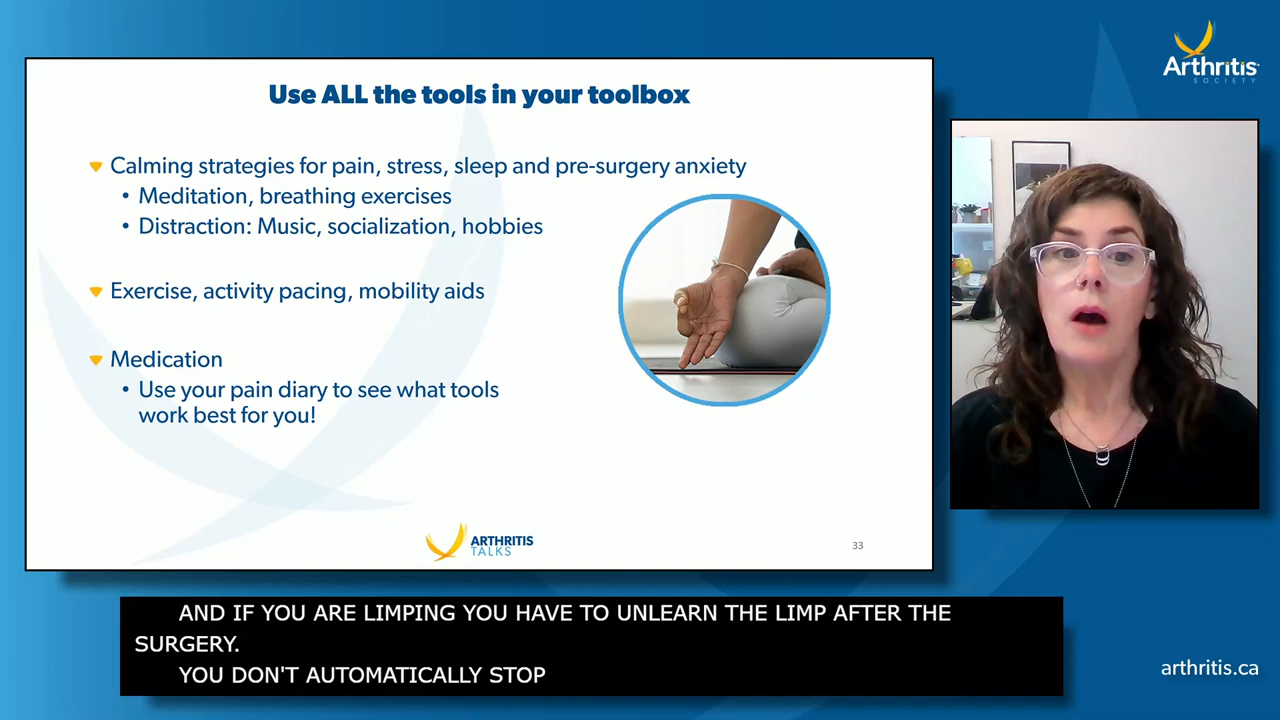 Arthritis
SOCIETY
Use ALL the tools in your toolbox
Calming strategies for pain, stress, sleep and pre-surgery anxiety
• Meditation, breathing exercises
• Distraction: Music, socialization, hobbies
Exercise, activity pacing, mobility aids
Medication
• Use your pain diary to see what tools
work best for you!
ARTHRITIS
TALKS
33
AND IF YOU ARE LIMPING YOU HAVE TO UNLEARN THE LIMP AFTER THE
SURGERY.
YOU DON'T AUTOMATICALLY STOP
arthritis.ca